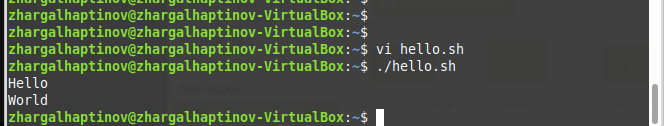 zhargalhaptinov@zhargalhaptinov-VirtualBox:~$
zhargalhaptinov@zhargalhaptinov-VirtualBox:~$
zhargalhaptinov@zhargalhaptinov-VirtualBox:~$
zhargalhaptinov@zhargalhaptinov-VirtualBox:~$ vi hello.sh
zhargalhaptinov@zhargalhaptinov-VirtualBox:~$ ./hello.sh
Hello
World
zhargalhaptinov@zhargalhaptinov-VirtualBox:~$